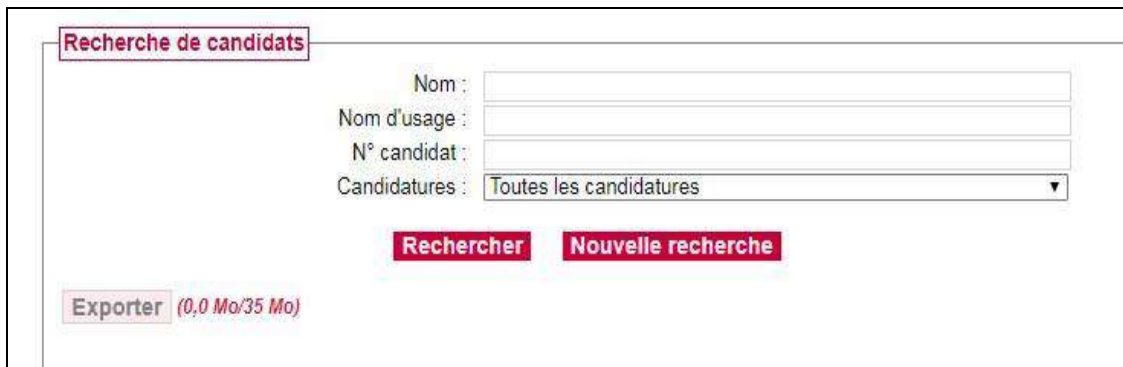 Recherche de candidats
Nom :
Nom d'usage :
N° candidat :
Candidatures : Toutes les candidatures
Rechercher Nouvelle recherche
Exporter (0,0 Mo/35 Mo)